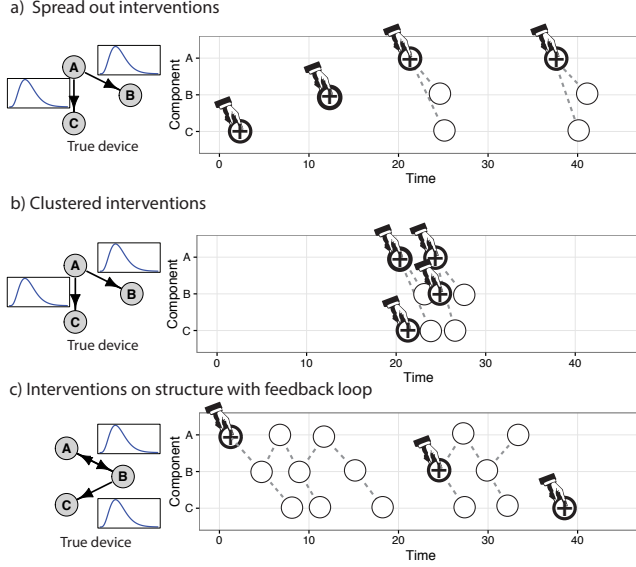 a) Spread out interventions
A
B
C
True device
Component
A
B
C
0 10 20 30 40
Time
b) Clustered interventions
A
B
C
True device
Component
A
B
C
0 10 20 30 40
Time
c) Interventions on structure with feedback loop
A
B
C
True device
Component
A
B
C
0 10 20 30 40
Time